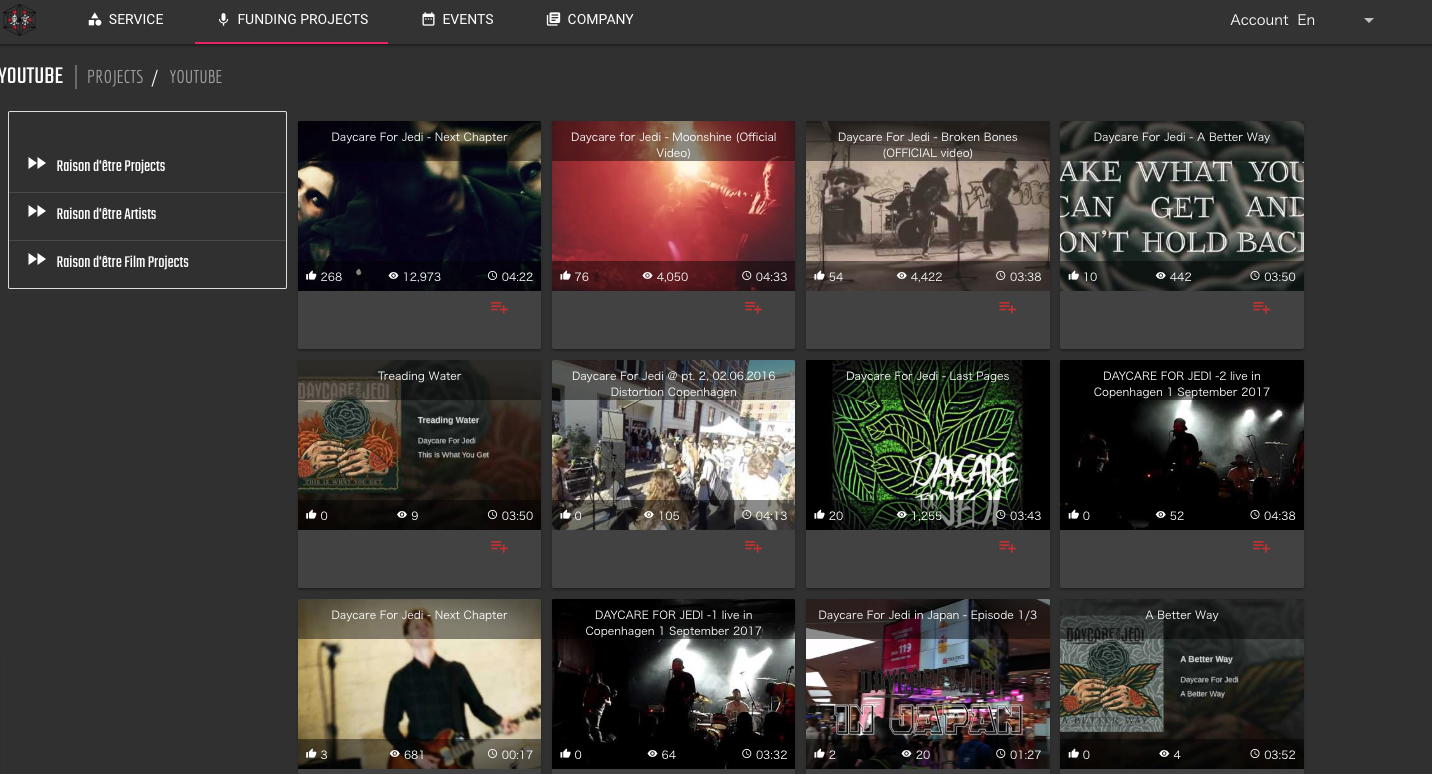 SERVICE
FUNDING PROJECTS
EVENTS
COMPANY
Account En
YOUTUBE
PROJECTS / YOUTUBE
Raison d'être Projects
Raison d'être Artists
Raison d'être Film Projects
Daycare For Jedi - Next Chapter
268 12,973 04:22
Daycare for Jedi - Moonshine (Official
Video)
76 4,050 04:33
Daycare For Jedi - Broken Bones
(OFFICIAL video)
54 4,422 03:38
Daycare For Jedi - A Better Way
AKE WHAT YOU
CAN GET AND
ON'T HOLD BACK
10 442 03:50
Treading Water
DAYCARE FOR JEDI
Treading Water
Daycare For Jedi
This is What You Get
THIS IS WHAT YOU GET
0 9 03:50
Daycare For Jedi @ pt. 2, 02.06.2016
Distortion Copenhagen
0 105 04:13
Daycare For Jedi - Last Pages
DAYCARE
FOR JEDI
20 1,255 03:43
DAYCARE FOR JEDI -2 live in
Copenhagen 1 September 2017
0 52 04:38
Daycare For Jedi - Next Chapter
3 681 00:17
DAYCARE FOR JEDI -1 live in
Copenhagen 1 September 2017
0 64 03:32
Daycare For Jedi in Japan - Episode 1/3
119
DAYCARE FOR JEDI
IN JAPAN
2 20 01:27
A Better Way
DAYCARE FOR JEDI
A Better Way
Daycare For Jedi
A Better Way
A BETTER WAY
0 4 03:52